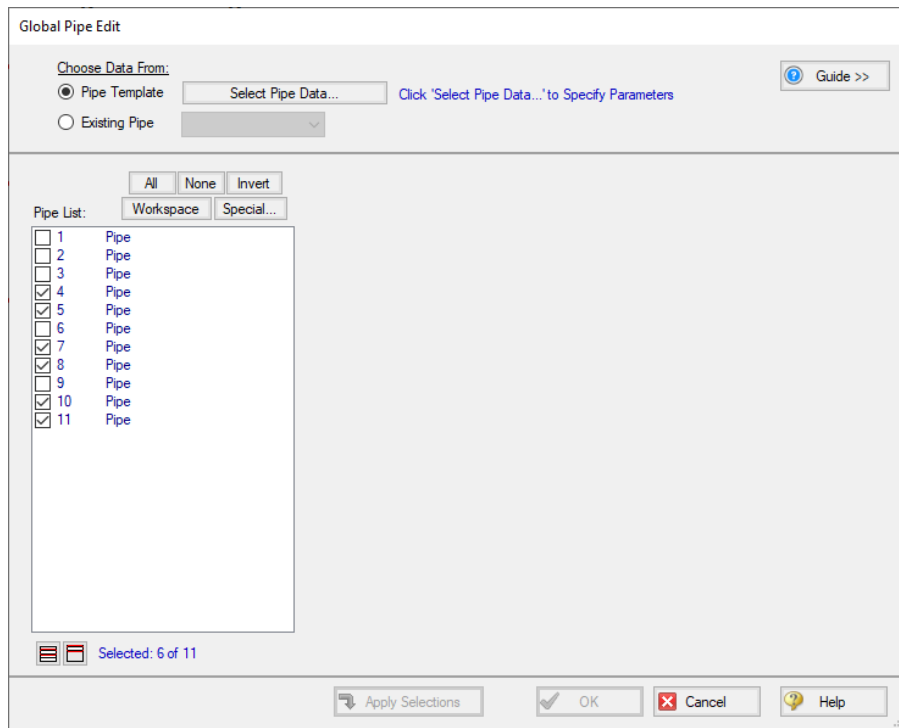 Global Pipe Edit
Choose Data From:
Pipe Template Select Pipe Data... Click 'Select Pipe Data...' to Specify Parameters Guide >>
Existing Pipe
All None Invert
Pipe List: Workspace Special...
1 Pipe
2 Pipe
3 Pipe
4 Pipe
5 Pipe
6 Pipe
7 Pipe
8 Pipe
9 Pipe
10 Pipe
11 Pipe
Selected: 6 of 11
Apply Selections OK Cancel Help